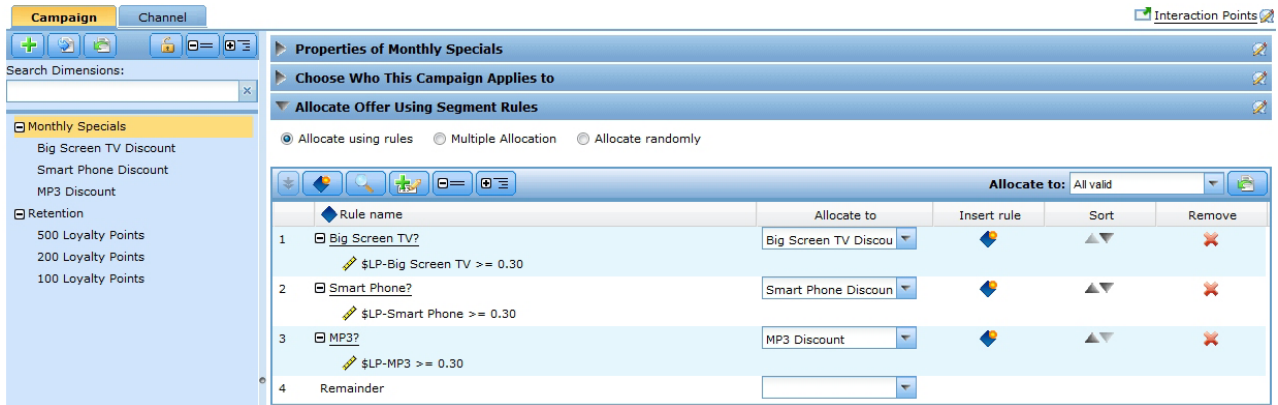 Campaign Channel Interaction Points
Search Dimensions:
Monthly Specials
Big Screen TV Discount
Smart Phone Discount
MP3 Discount
Retention
500 Loyalty Points
200 Loyalty Points
100 Loyalty Points
Properties of Monthly Specials
Choose Who This Campaign Applies to
Allocate Offer Using Segment Rules
Allocate using rules Multiple Allocation Allocate randomly
Allocate to: All valid
Rule name Allocate to Insert rule Sort Remove
1 Big Screen TV? Big Screen TV Discou
$LP-Big Screen TV >= 0.30
2 Smart Phone? Smart Phone Discoun
$LP-Smart Phone >= 0.30
3 MP3? MP3 Discount
$LP-MP3 >= 0.30
4 Remainder